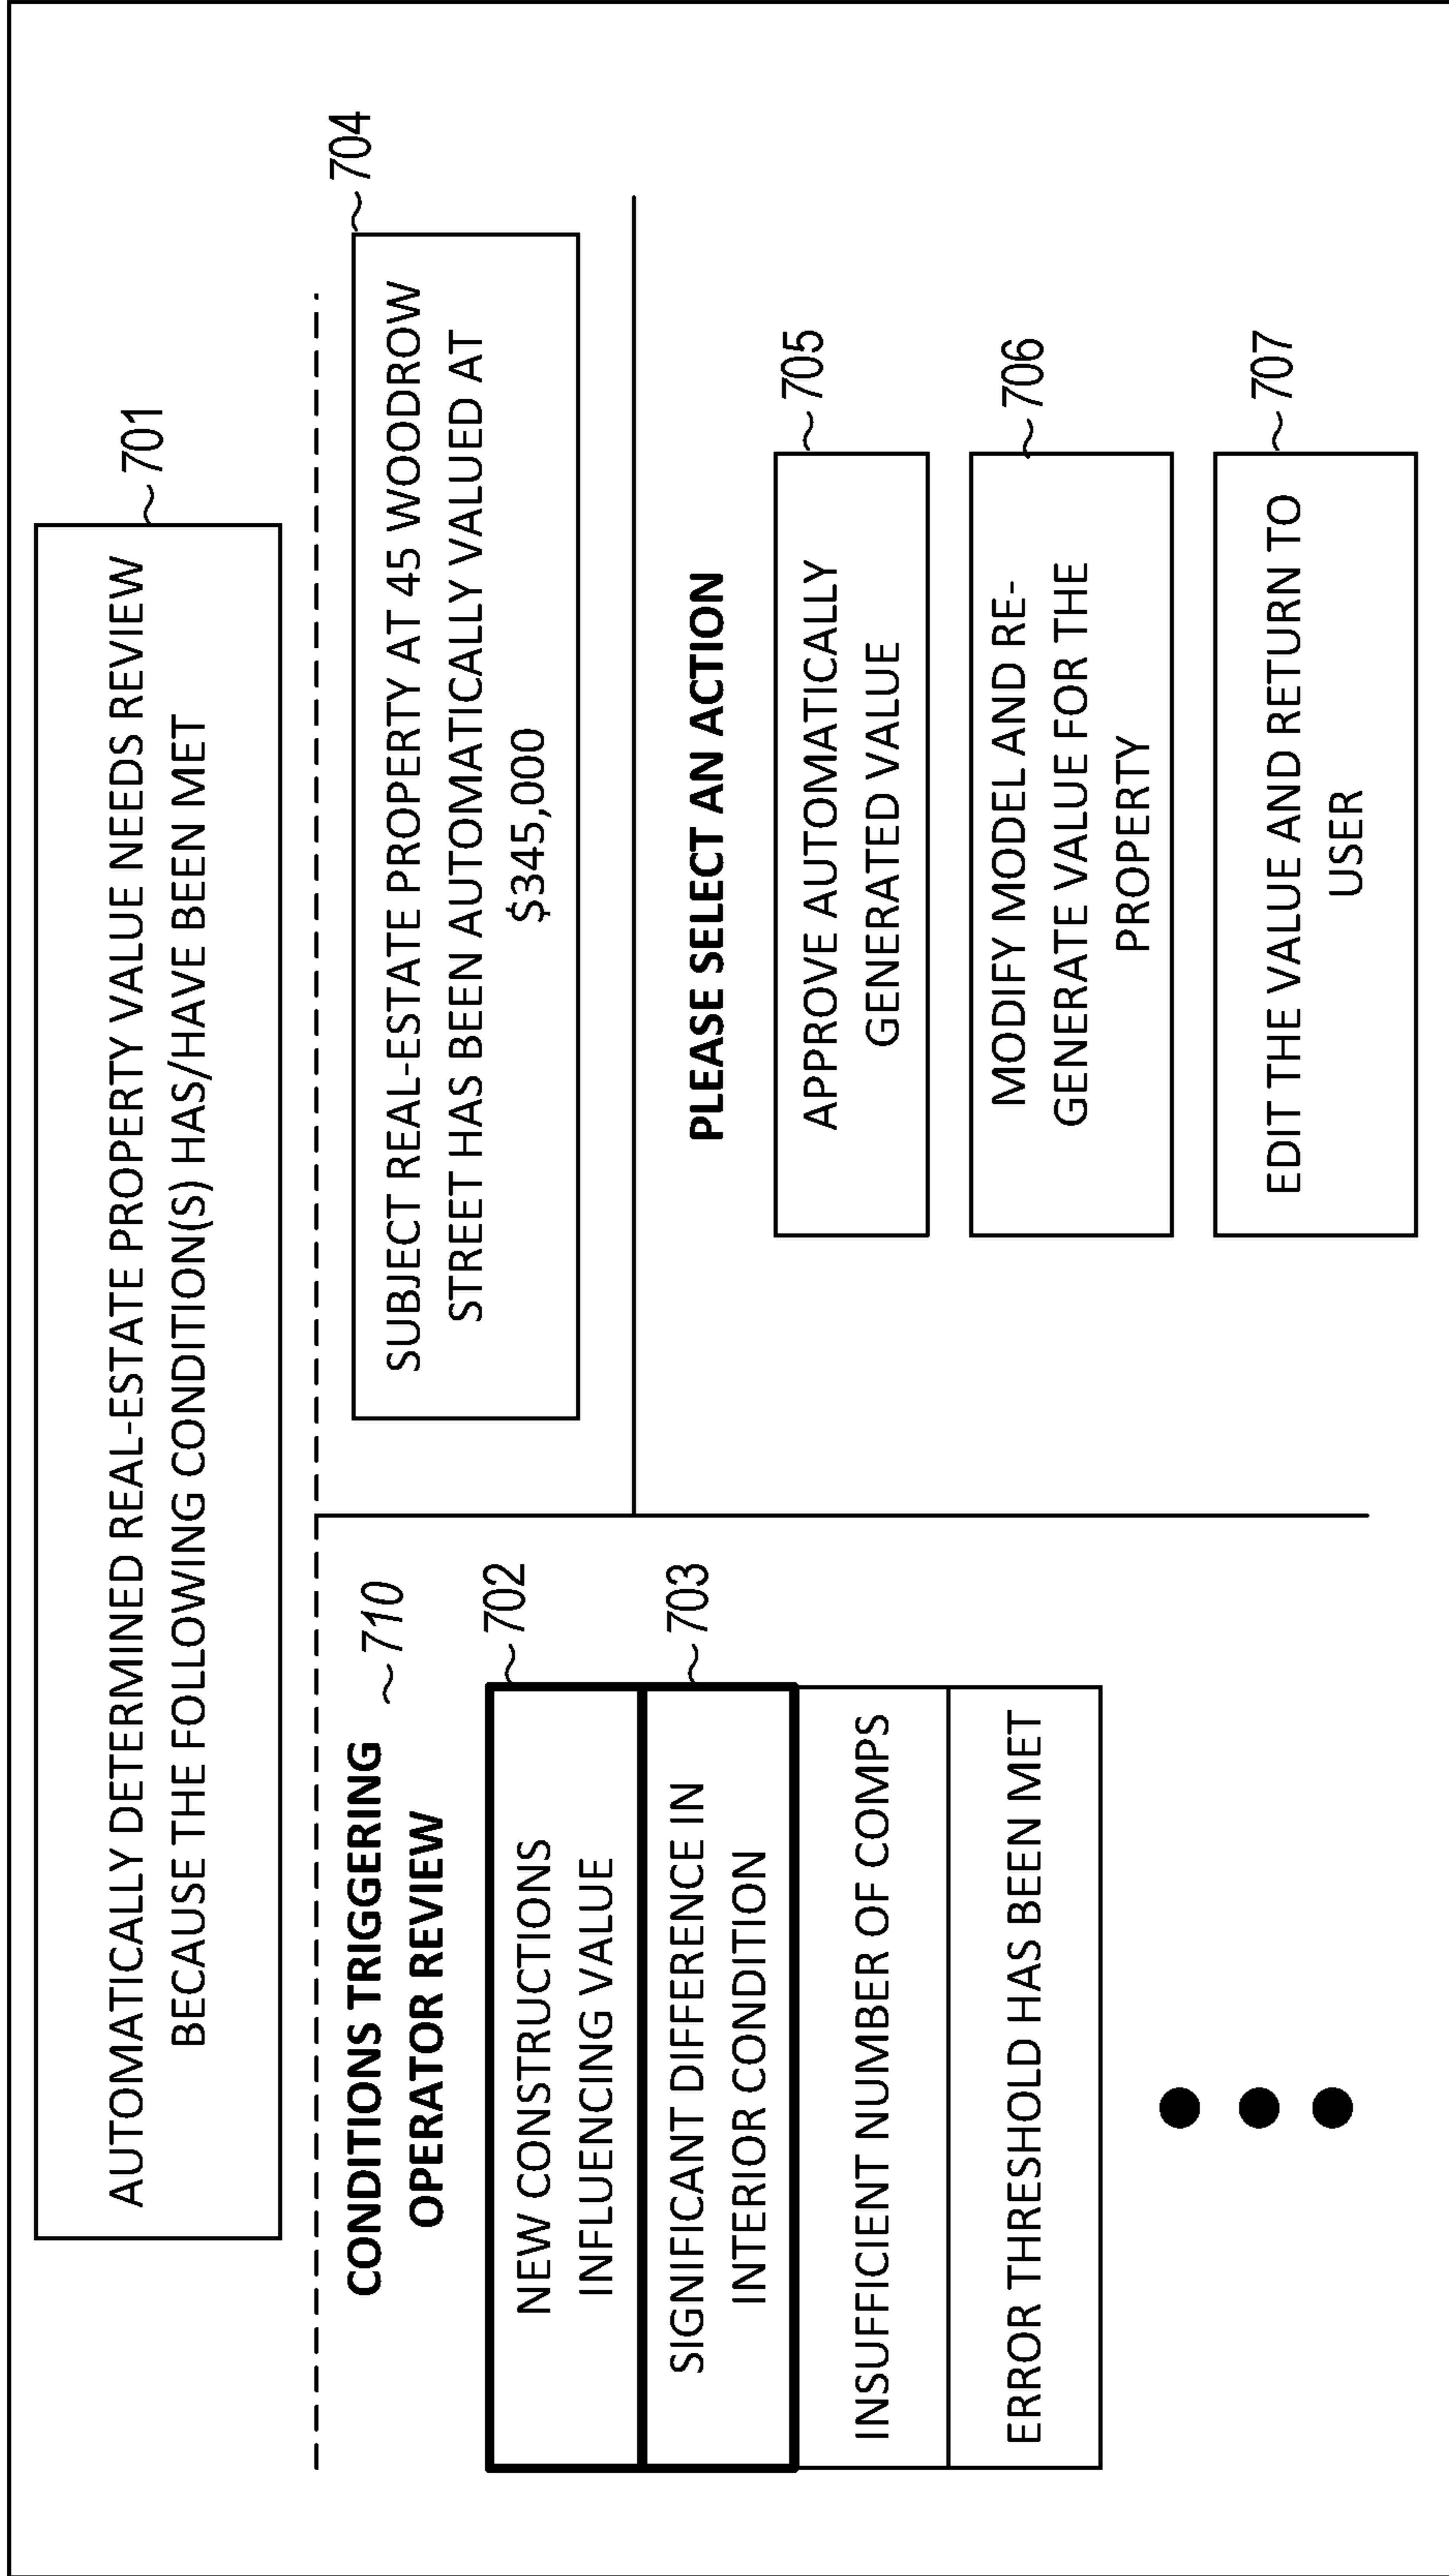 AUTOMATICALLY DETERMINED REAL-ESTATE PROPERTY VALUE NEEDS REVIEW
BECAUSE THE FOLLOWING CONDITION(S) HAS/HAVE BEEN MET
701
CONDITIONS TRIGGERING
OPERATOR REVIEW
710
NEW CONSTRUCTIONS
INFLUENCING VALUE
702
SIGNIFICANT DIFFERENCE IN
INTERIOR CONDITION
703
INSUFFICIENT NUMBER OF COMPS
ERROR THRESHOLD HAS BEEN MET
SUBJECT REAL-ESTATE PROPERTY AT 45 WOODROW
STREET HAS BEEN AUTOMATICALLY VALUED AT
$345,000
704
PLEASE SELECT AN ACTION
APPROVE AUTOMATICALLY
GENERATED VALUE
705
MODIFY MODEL AND RE-
GENERATE VALUE FOR THE
PROPERTY
706
EDIT THE VALUE AND RETURN TO
USER
707